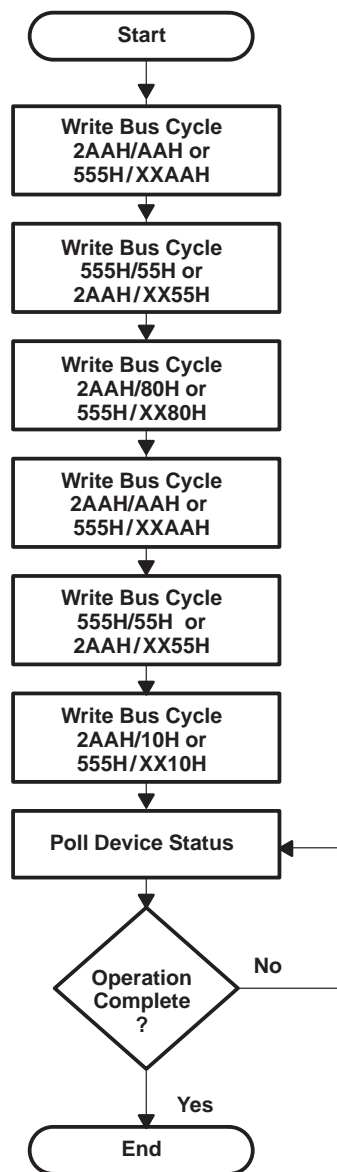 Start
Write Bus Cycle
2AAH/AAH or
555H/XXAAH
Write Bus Cycle
555H/55H or
2AAH/XX55H
Write Bus Cycle
2AAH/80H or
555H/XX80H
Write Bus Cycle
2AAH/AAH or
555H/XXAAH
Write Bus Cycle
555H/55H or
2AAH/XX55H
Write Bus Cycle
2AAH/10H or
555H/XX10H
Poll Device Status
Operation
Complete
?
No
Yes
End